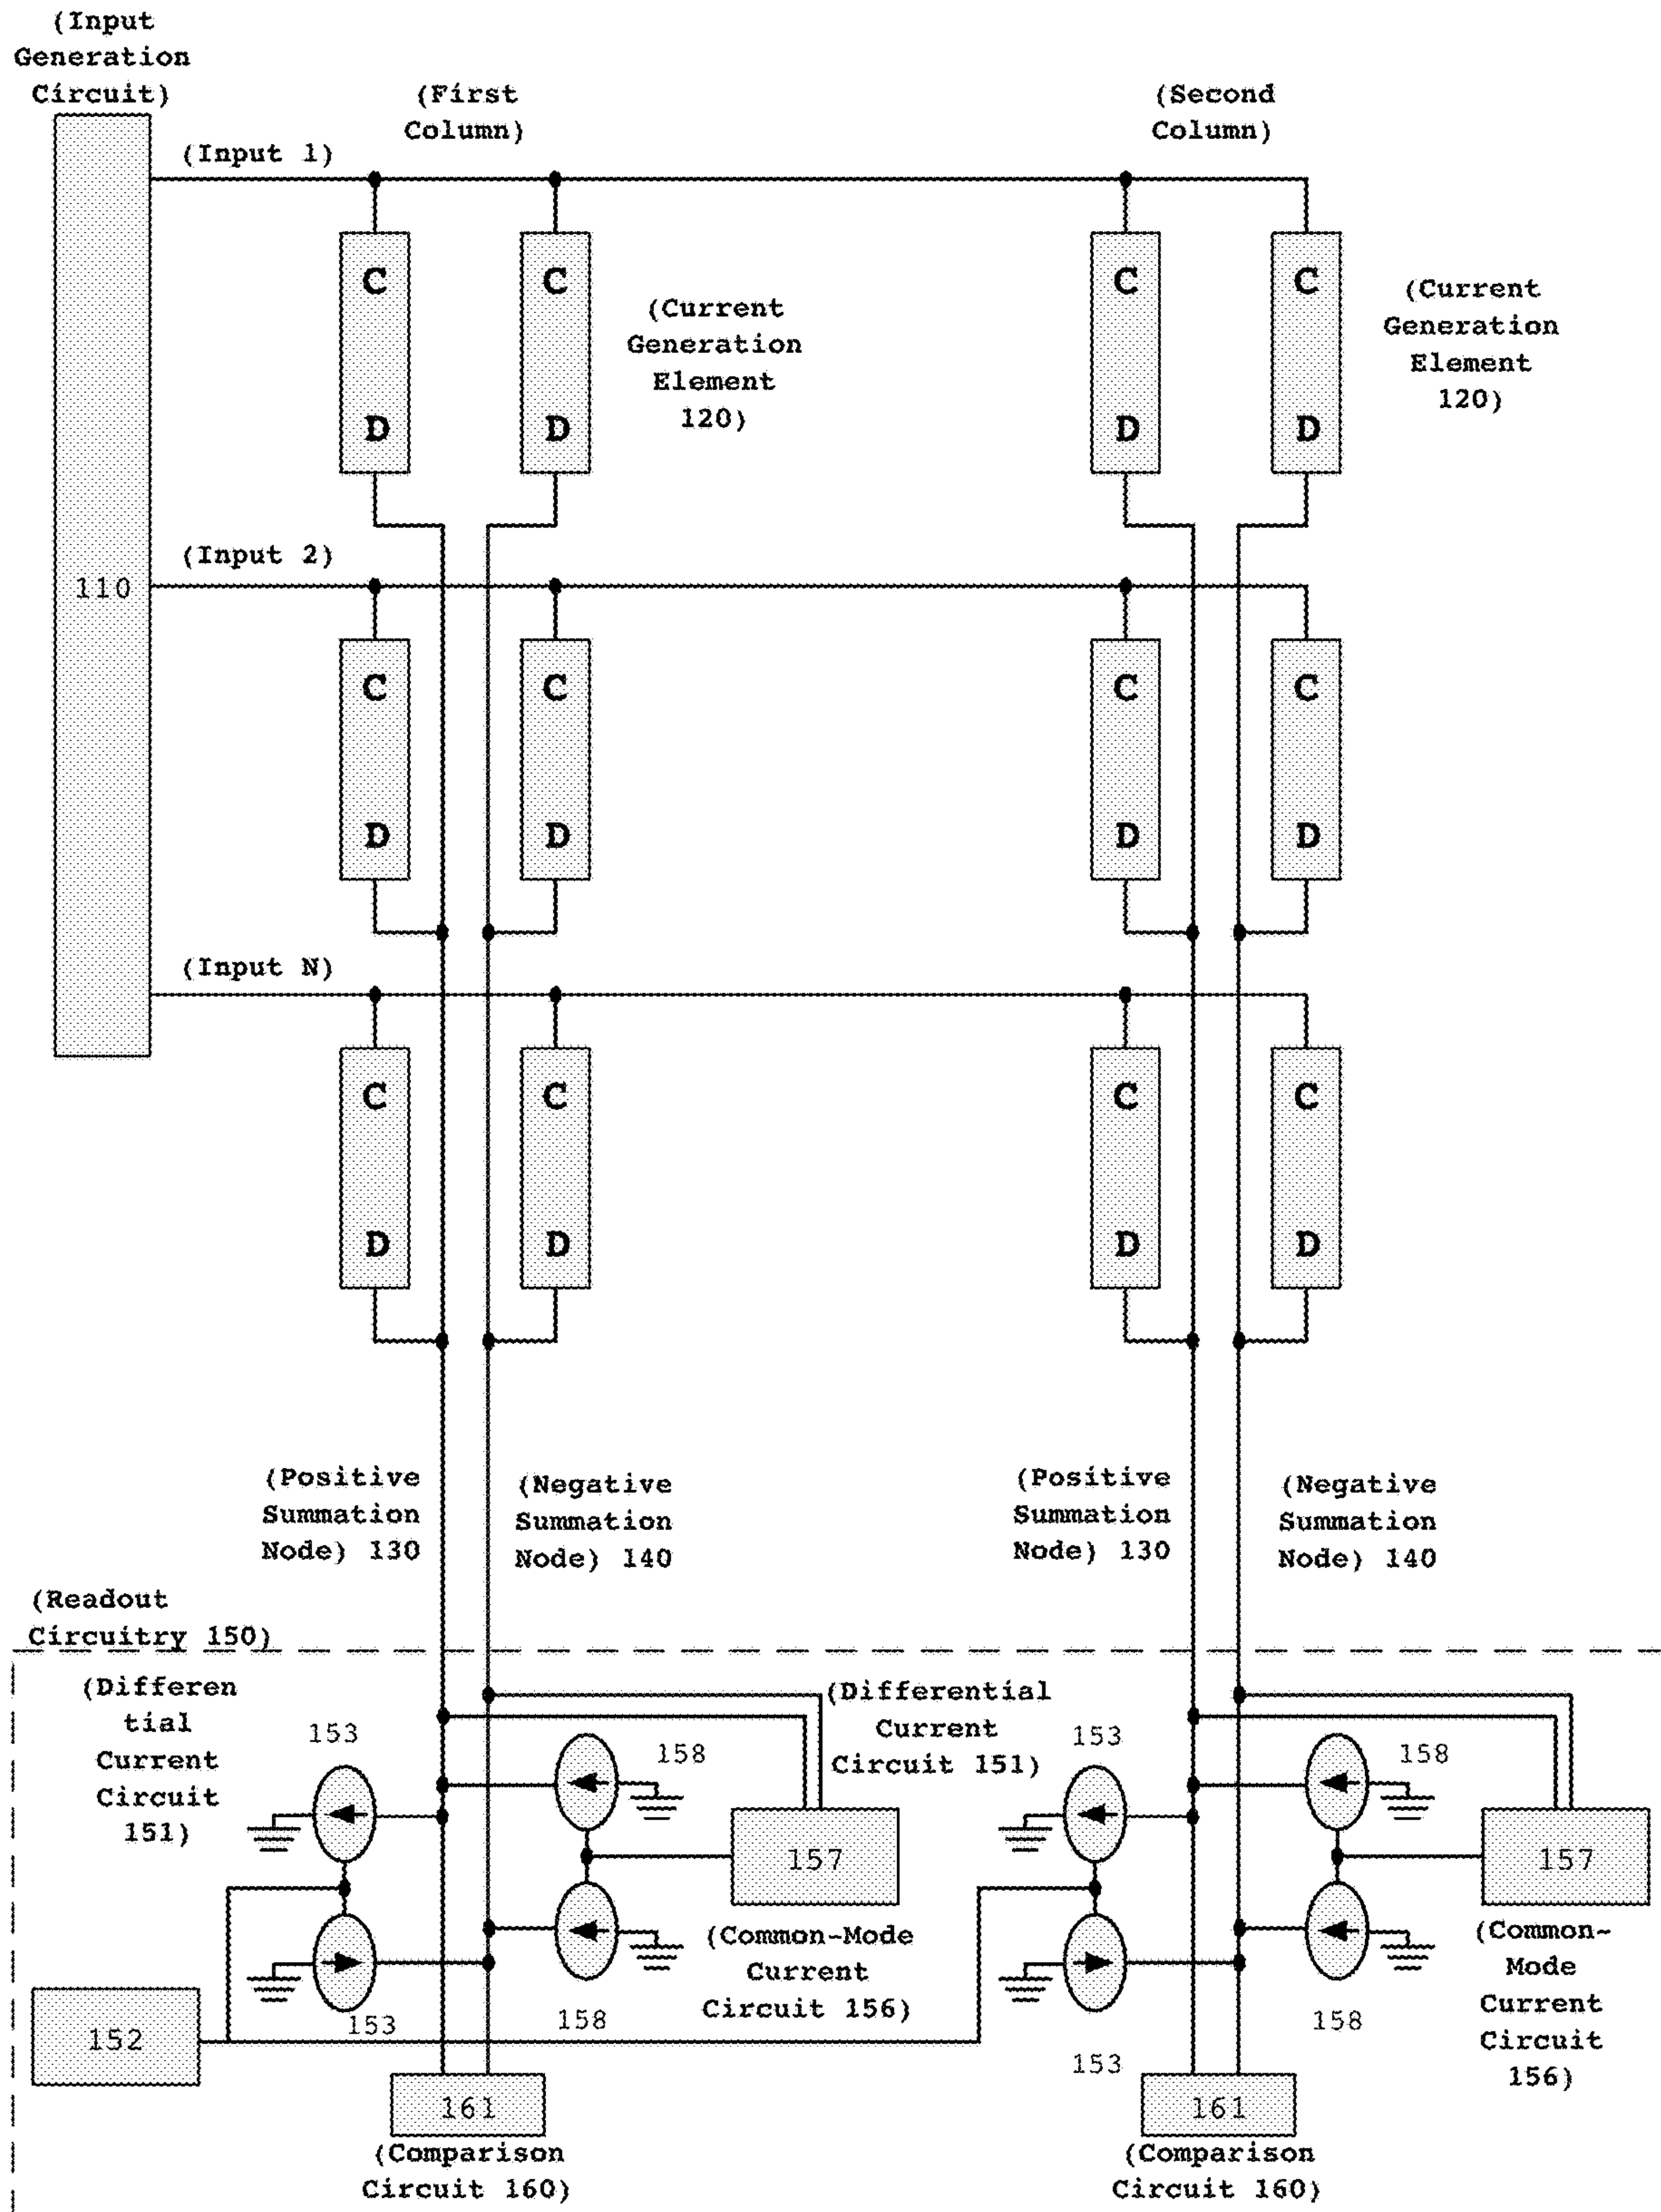 (Input
Generation
Circuit)
(First
Column)
(Second
Column)
(Input 1)
C
C
C
C
(Current
Generation
Element
120)
(Current
Generation
Element
120)
D
D
D
D
(Input 2)
110
C
C
C
C
D
D
D
D
(Input N)
C
C
C
C
D
D
D
D
(Positive
Summation
Node) 130
(Negative
Summation
Node) 140
(Positive
Summation
Node) 130
(Negative
Summation
Node) 140
(Readout
Circuitry 150)
(Differen
tial
Current
Circuit
151)
153
158
(Differential
Current
Circuit 151)
153
158
157
157
(Common-Mode
Current
Circuit 156)
(Common-
Mode
Current
Circuit
156)
152
153
158
153
158
161
161
(Comparison
Circuit 160)
(Comparison
Circuit 160)